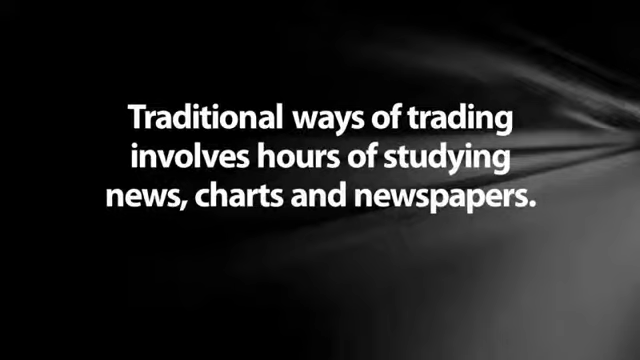 Traditional ways of trading
involves hours of studying
news, charts and newspapers.